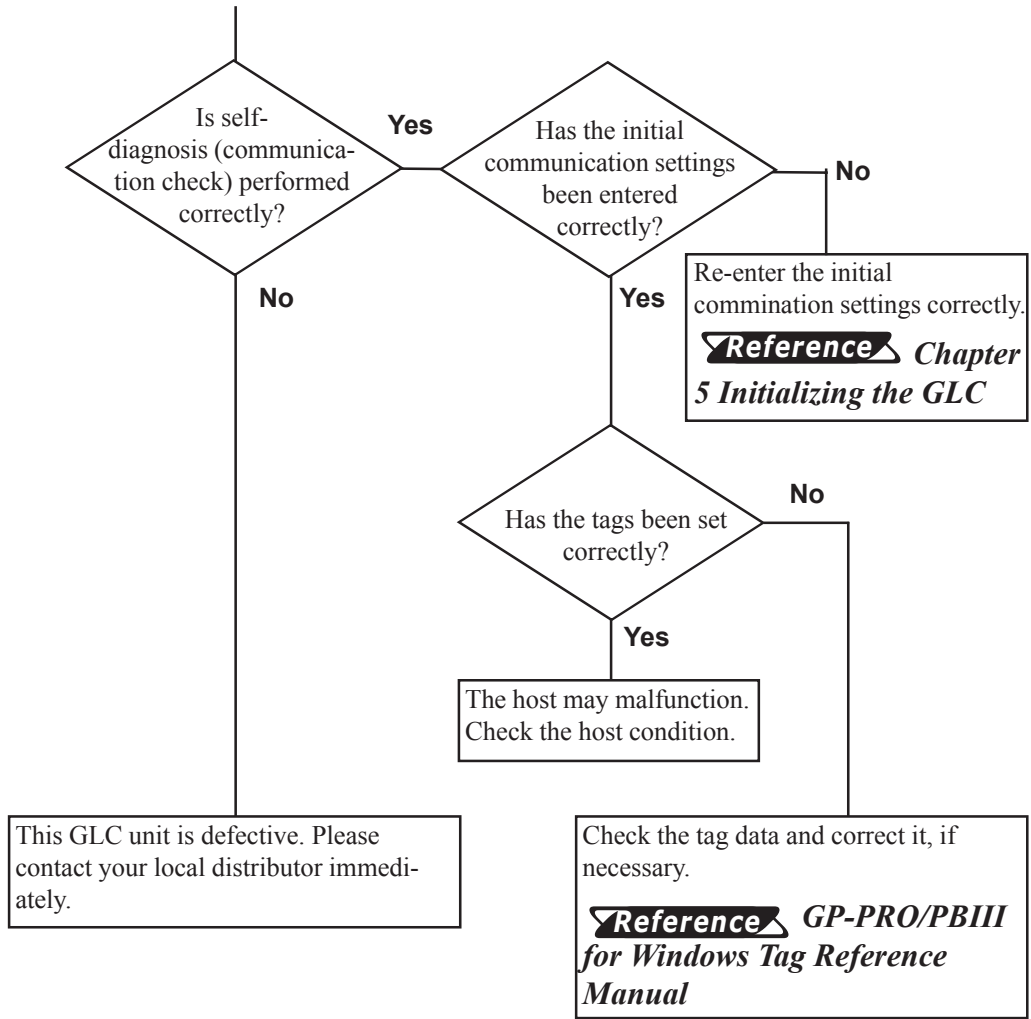 Is self-
diagnosis (communica-
tion check) performed
correctly?
Yes
No
Has the initial
communication settings
been entered
correctly?
No
Yes
Re-enter the initial
commination settings correctly.
Reference Chapter
5 Initializing the GLC
Has the tags been set
correctly?
No
Yes
The host may malfunction.
Check the host condition.
This GLC unit is defective. Please
contact your local distributor immedi-
ately.
Check the tag data and correct it, if
necessary.
Reference GP-PRO/PBIII
for Windows Tag Reference
Manual